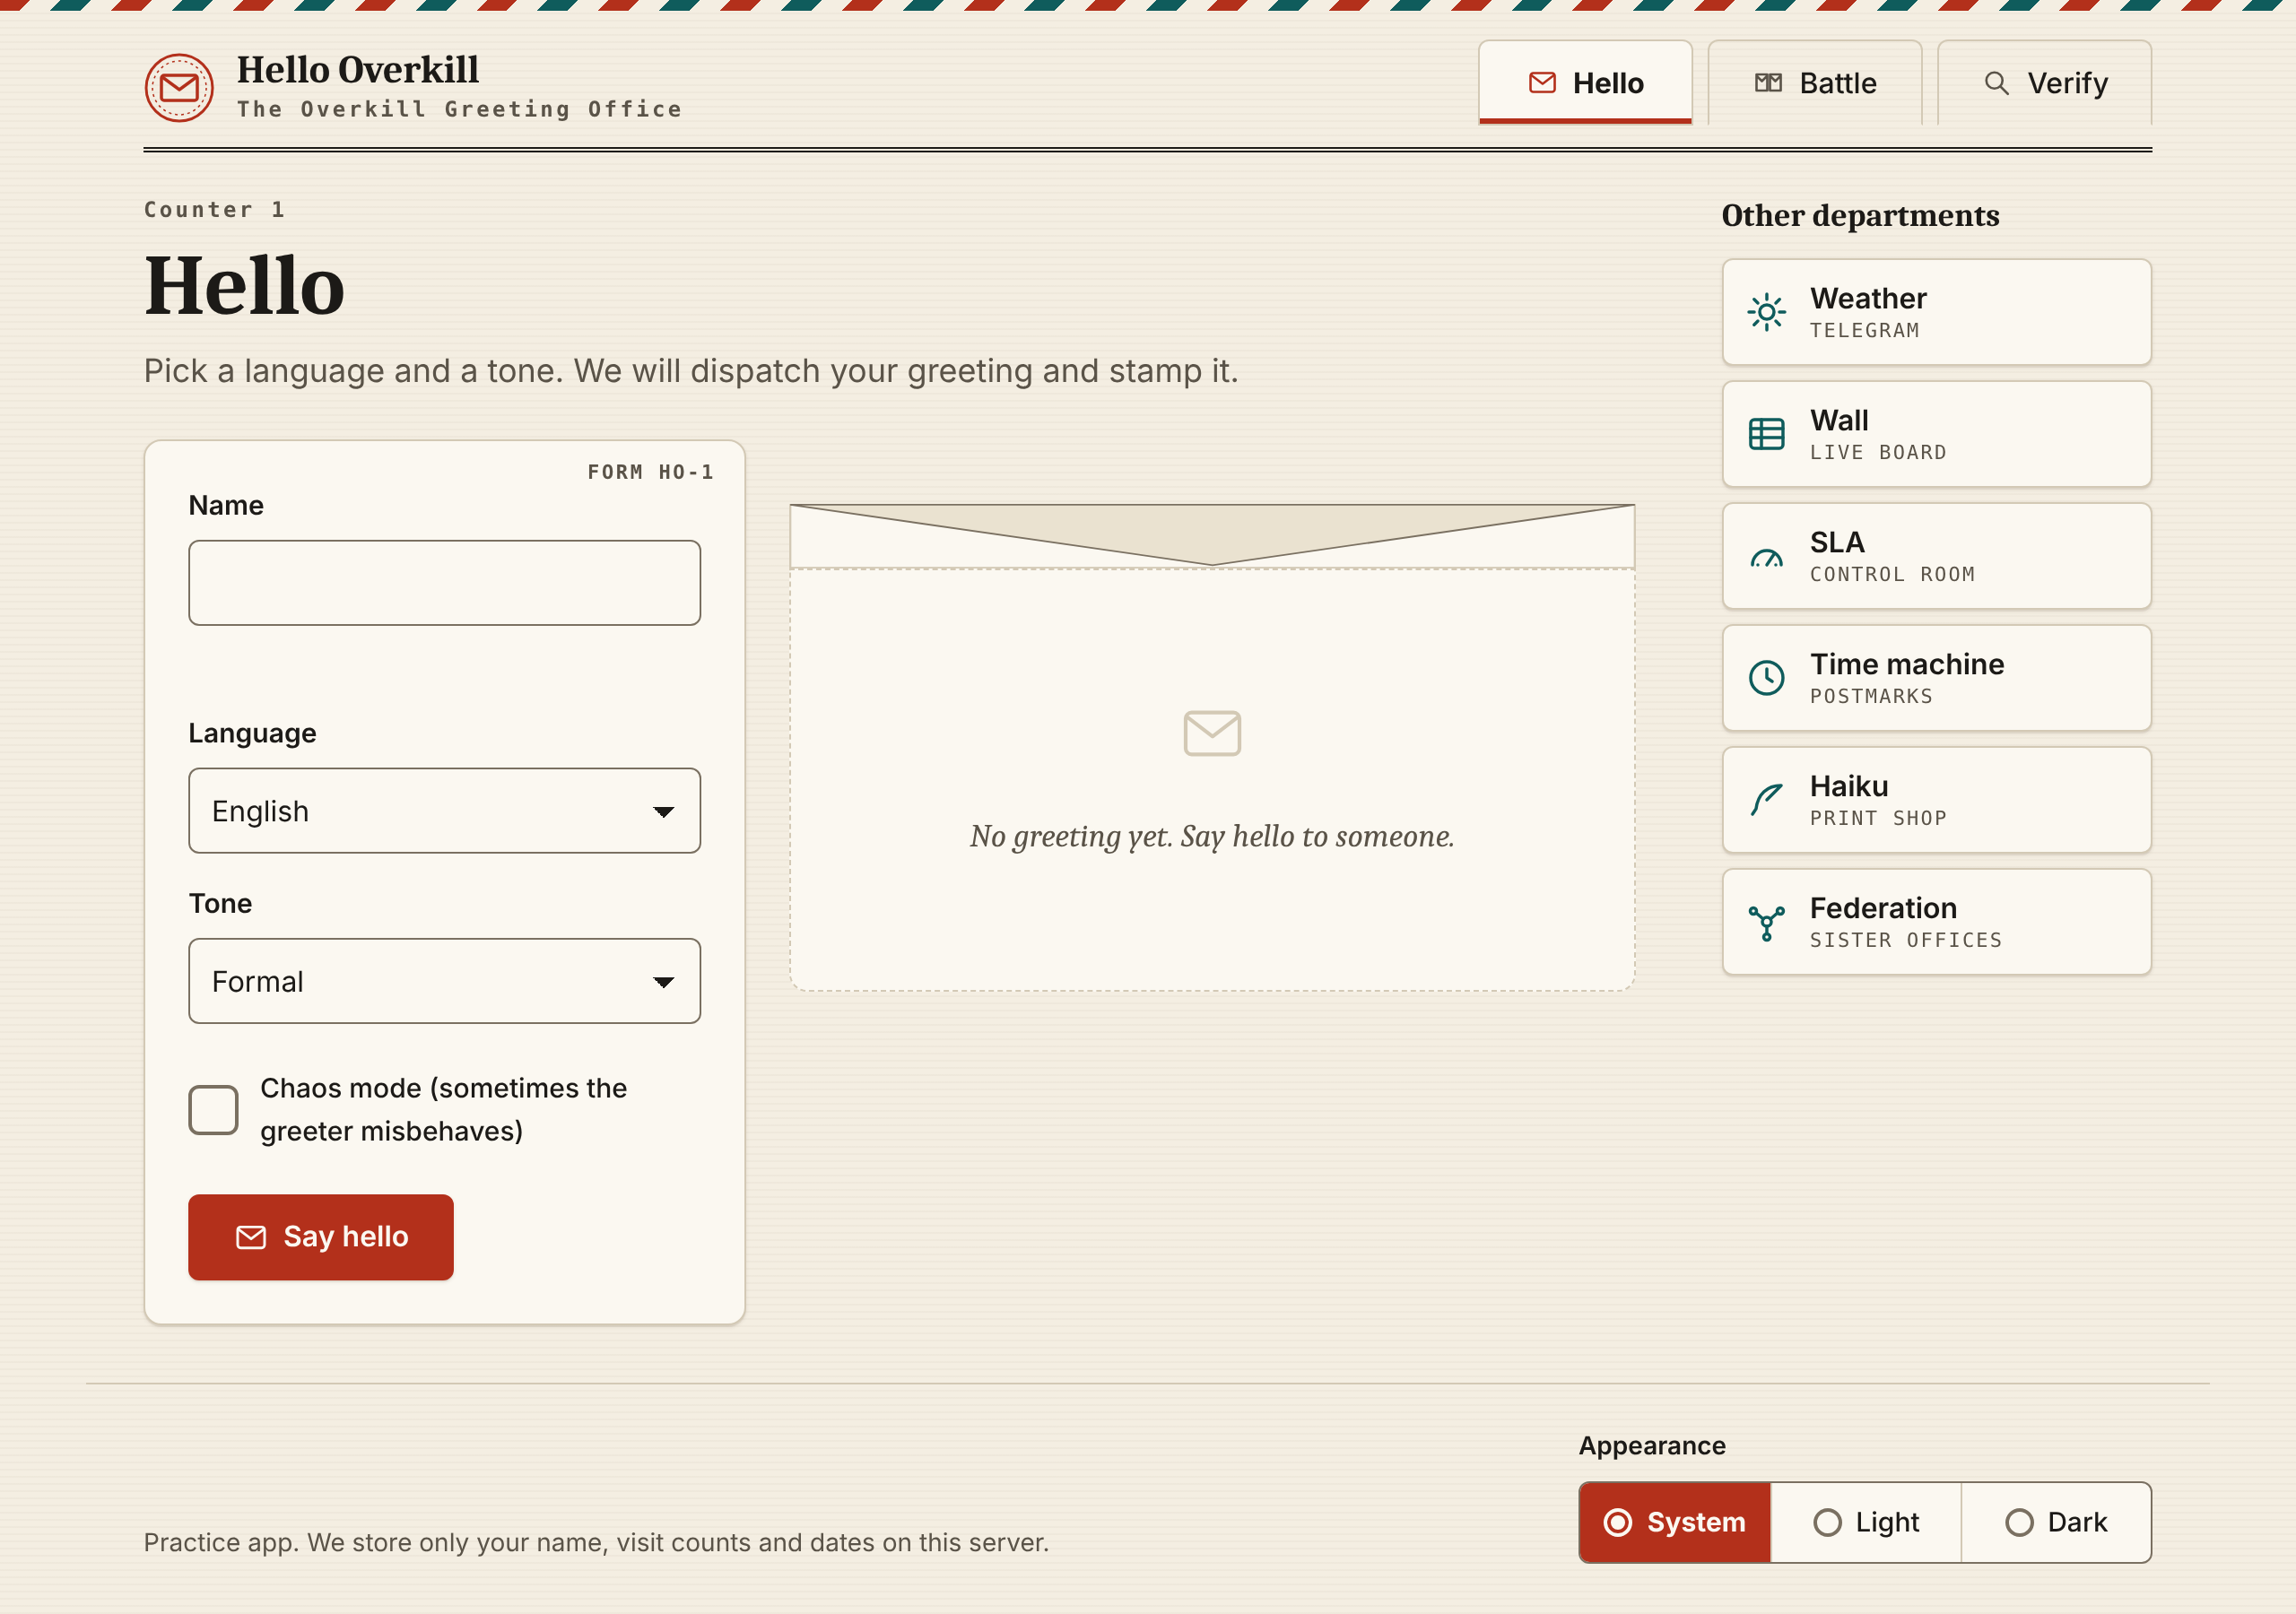 Hello Overkill
The Overkill Greeting Office
Hello
Battle
Verify
Counter 1
Hello
Pick a language and a tone. We will dispatch your greeting and stamp it.
FORM HO-1
Name
Language
English
Tone
Formal
Chaos mode (sometimes the
greeter misbehaves)
Say hello
No greeting yet. Say hello to someone.
Other departments
Weather
TELEGRAM
Wall
LIVE BOARD
SLA
CONTROL ROOM
Time machine
POSTMARKS
Haiku
PRINT SHOP
Federation
SISTER OFFICES
Practice app. We store only your name, visit counts and dates on this server.
Appearance
System
Light
Dark